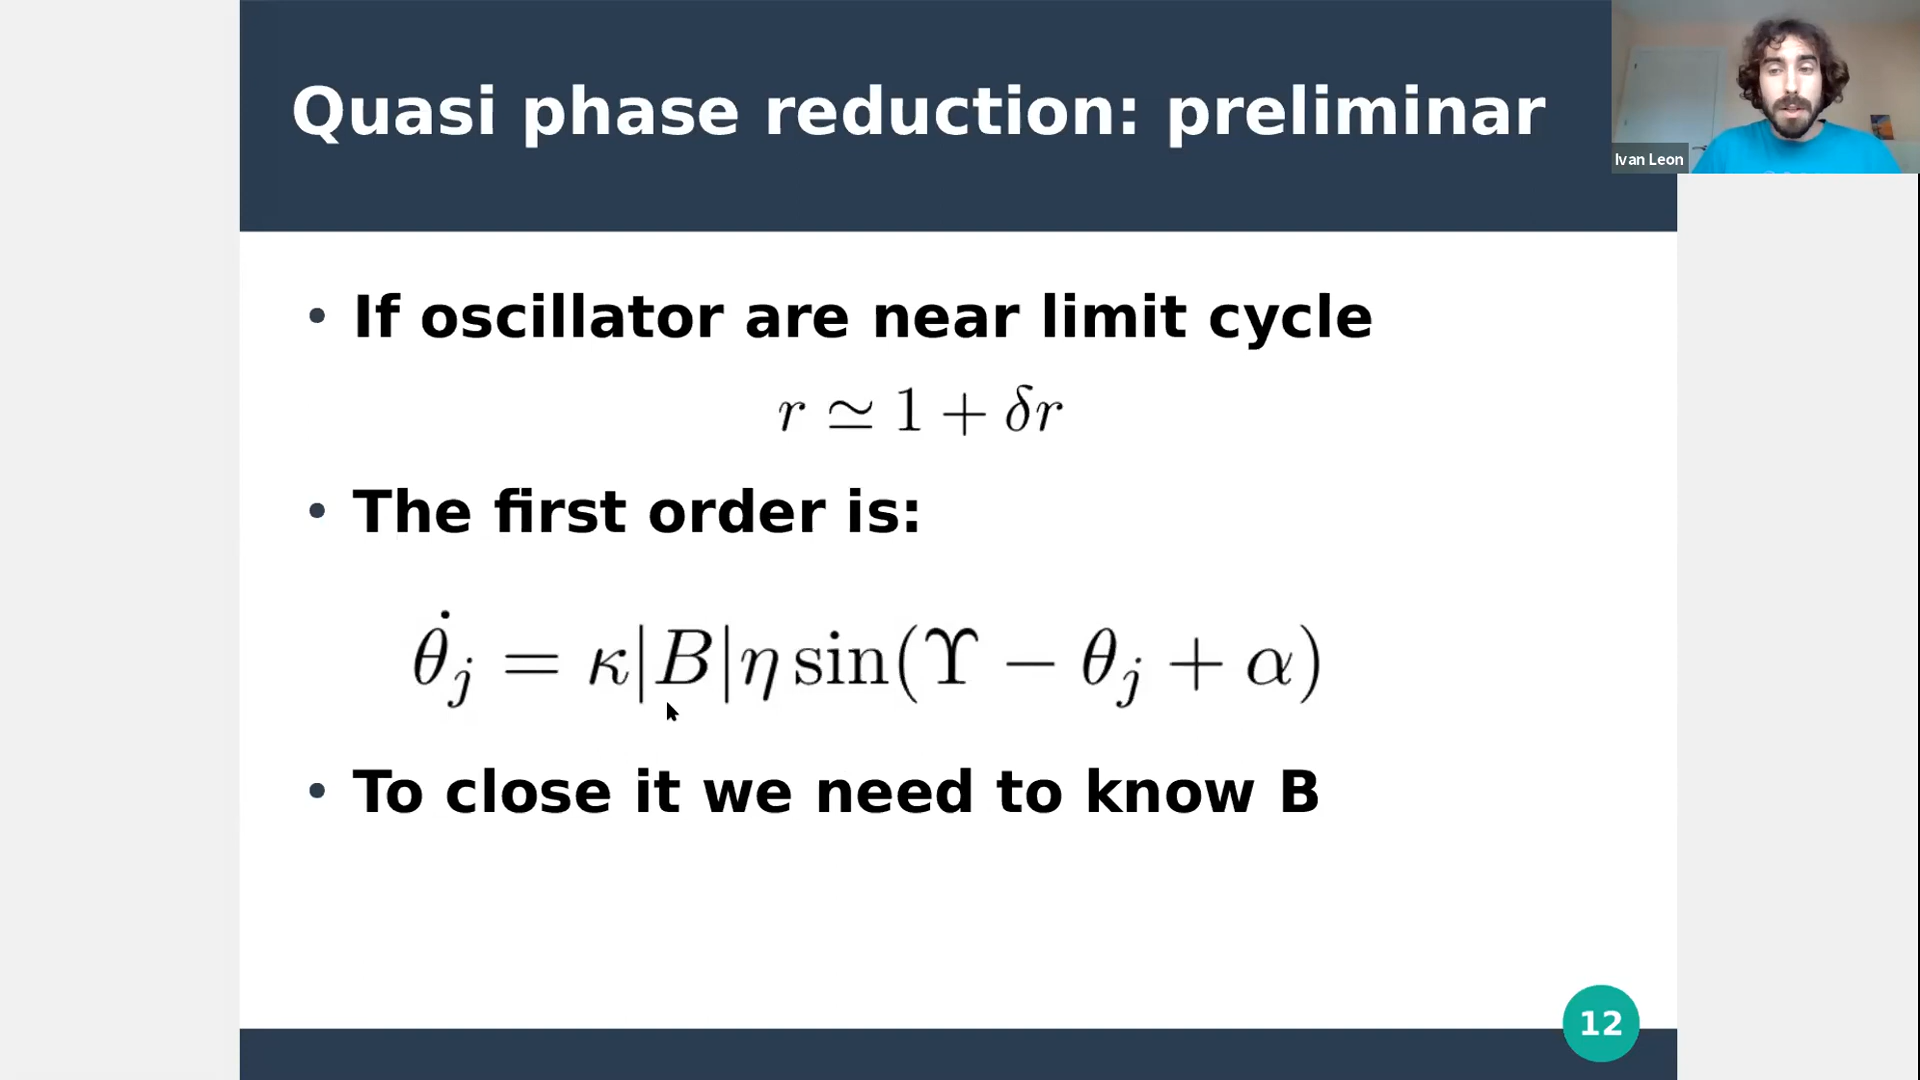 Quasi phase reduction: preliminar
Ivan Leon
• If oscillator are near limit cycle
r ≃ 1 + δr
• The first order is:
θ̇ⱼ = κ|B|η sin(ϒ − θⱼ + α)
• To close it we need to know B
12